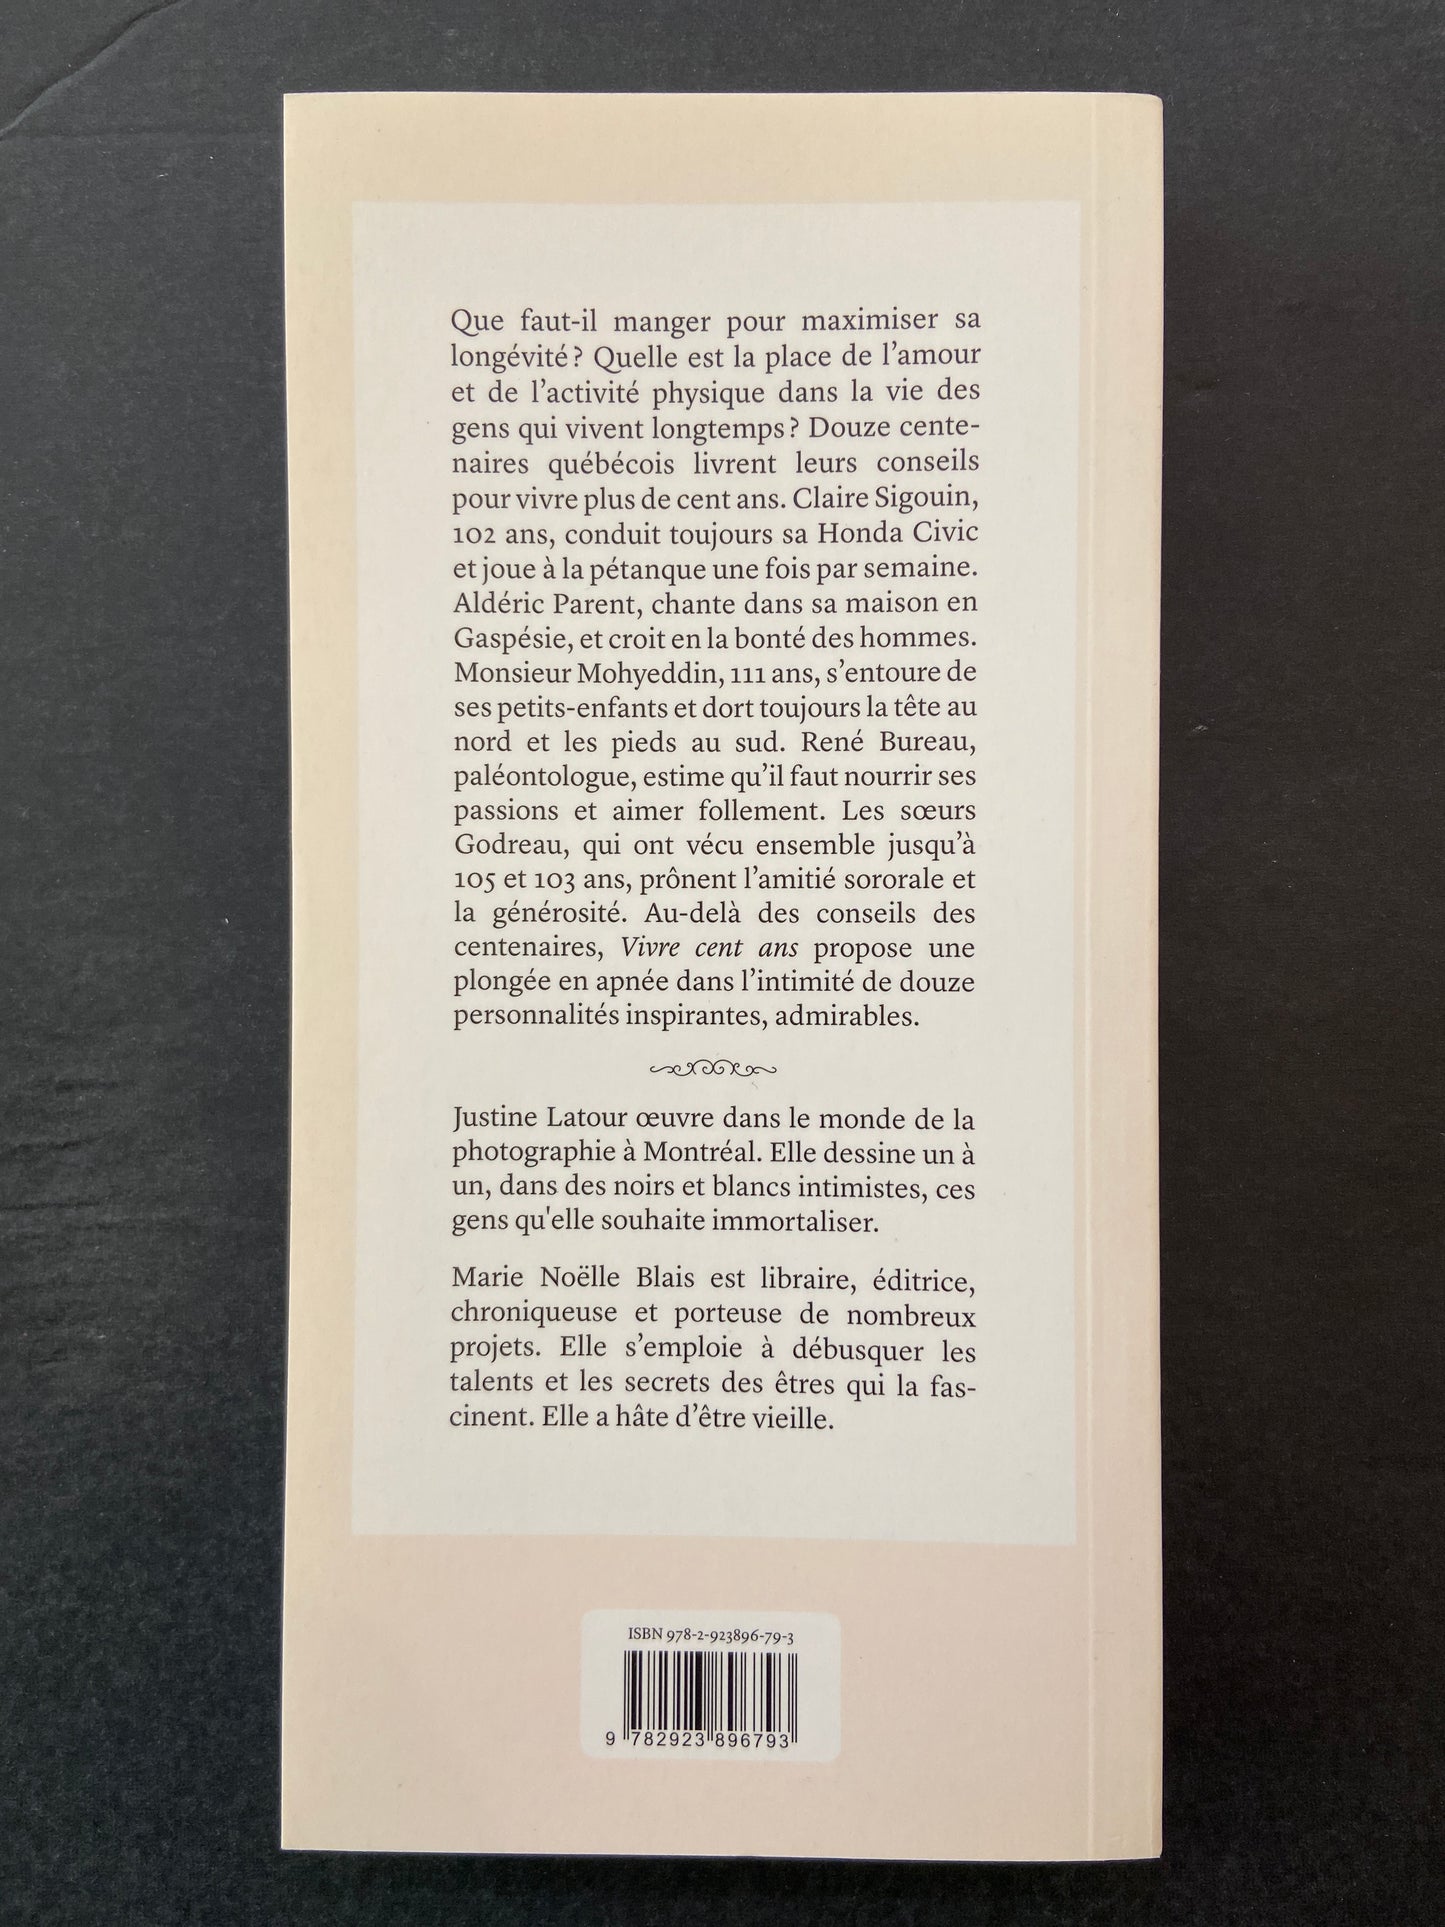 Que faut-il manger pour maximiser sa
longévité ? Quelle est la place de l’amour
et de l’activité physique dans la vie des
gens qui vivent longtemps ? Douze cente-
naires québécois livrent leurs conseils
pour vivre plus de cent ans. Claire Sigouin,
102 ans, conduit toujours sa Honda Civic
et joue à la pétanque une fois par semaine.
Aldéric Parent, chante dans sa maison en
Gaspésie, et croit en la bonté des hommes.
Monsieur Mohyeddin, 111 ans, s’entoure de
ses petits-enfants et dort toujours la tête au
nord et les pieds au sud. René Bureau,
paléontologue, estime qu’il faut nourrir ses
passions et aimer follement. Les sœurs
Godreau, qui ont vécu ensemble jusqu’à
105 et 103 ans, prônent l’amitié sororale et
la générosité. Au-delà des conseils des
centenaires, Vivre cent ans propose une
plongée en apnée dans l’intimité de douze
personnalités inspirantes, admirables.
Justine Latour œuvre dans le monde de la
photographie à Montréal. Elle dessine un à
un, dans des noirs et blancs intimistes, ces
gens qu'elle souhaite immortaliser.
Marie Noëlle Blais est libraire, éditrice,
chroniqueuse et porteuse de nombreux
projets. Elle s’emploie à débusquer les
talents et les secrets des êtres qui la fas-
cinent. Elle a hâte d’être vieille.
ISBN 978-2-923896-79-3
9 782923 896793